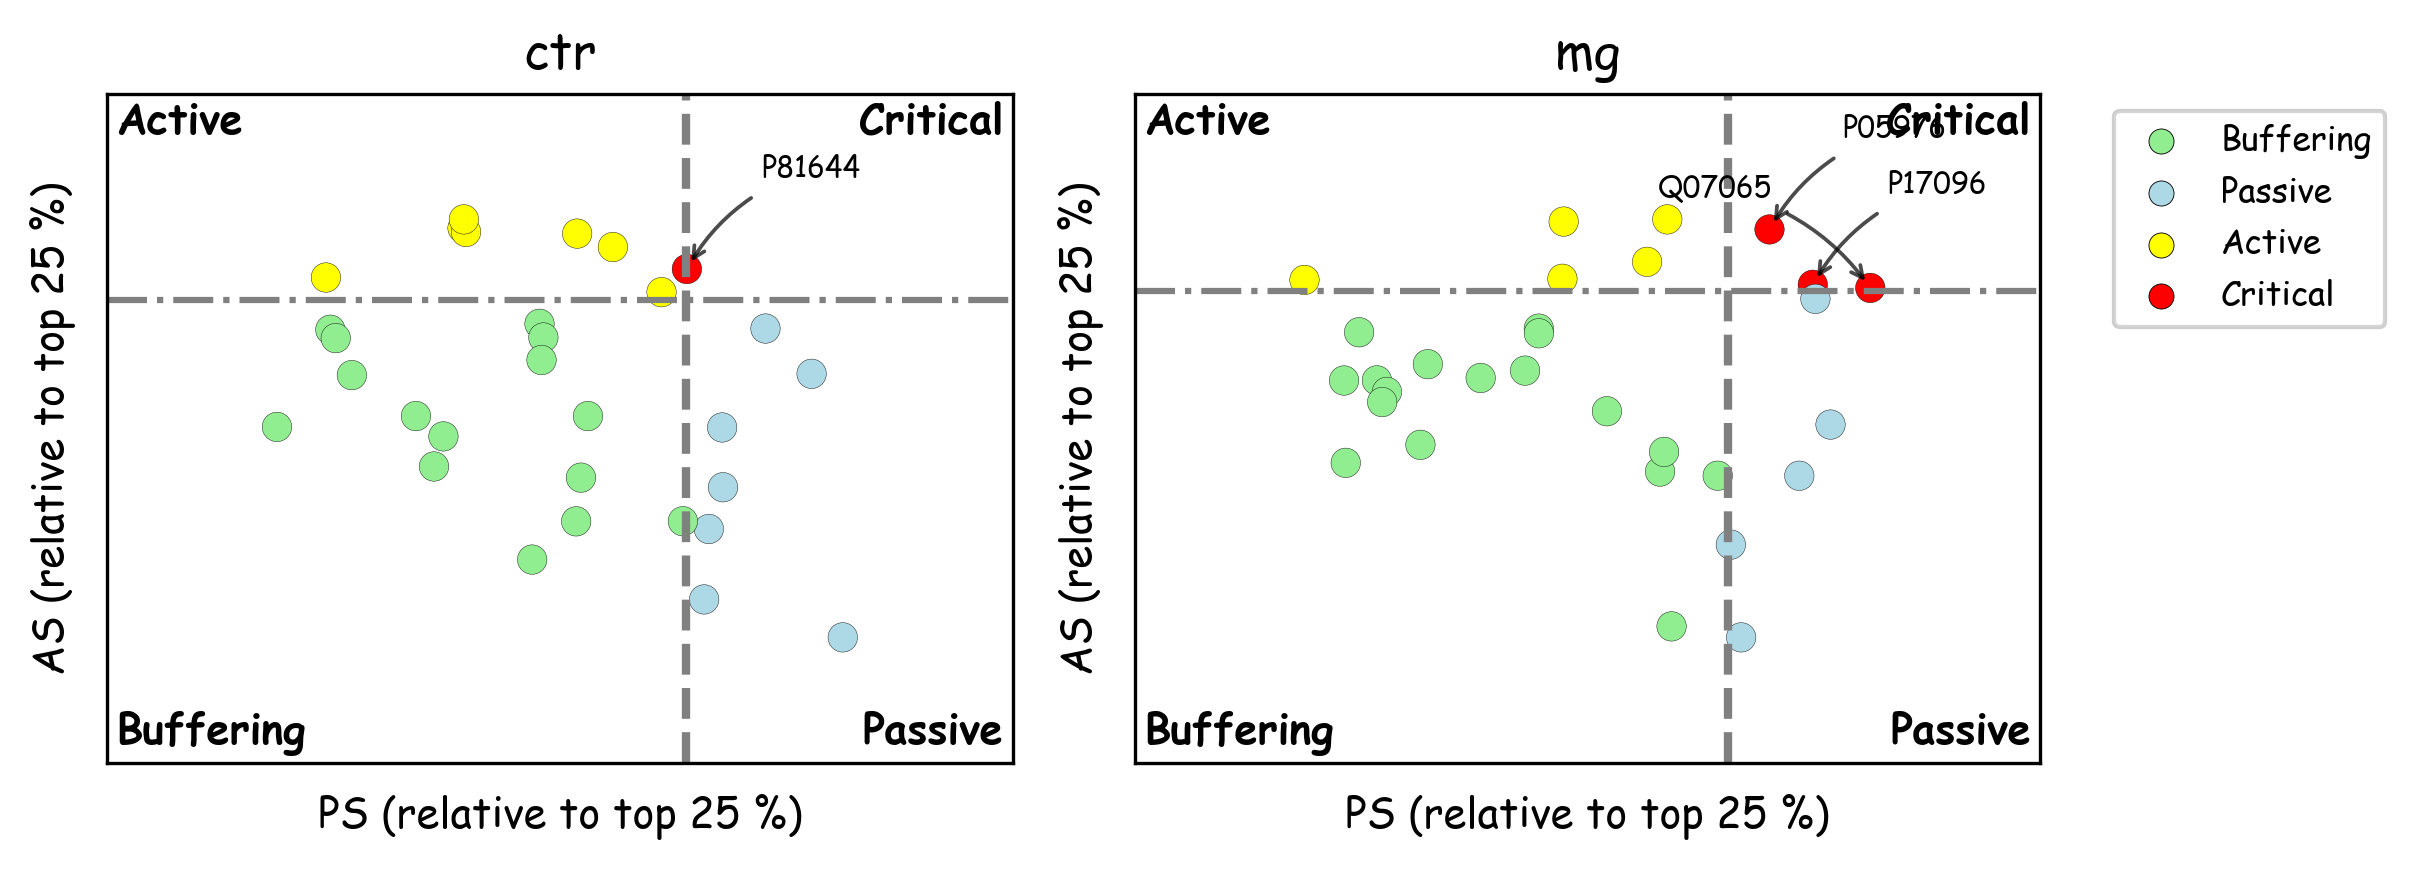 ctr
Active
Critical
P81644
Buffering
Passive
AS (relative to top 25 %)
PS (relative to top 25 %)
mg
Active
Critical
P05976
Q07065
P17096
Buffering
Passive
AS (relative to top 25 %)
PS (relative to top 25 %)
Buffering
Passive
Active
Critical